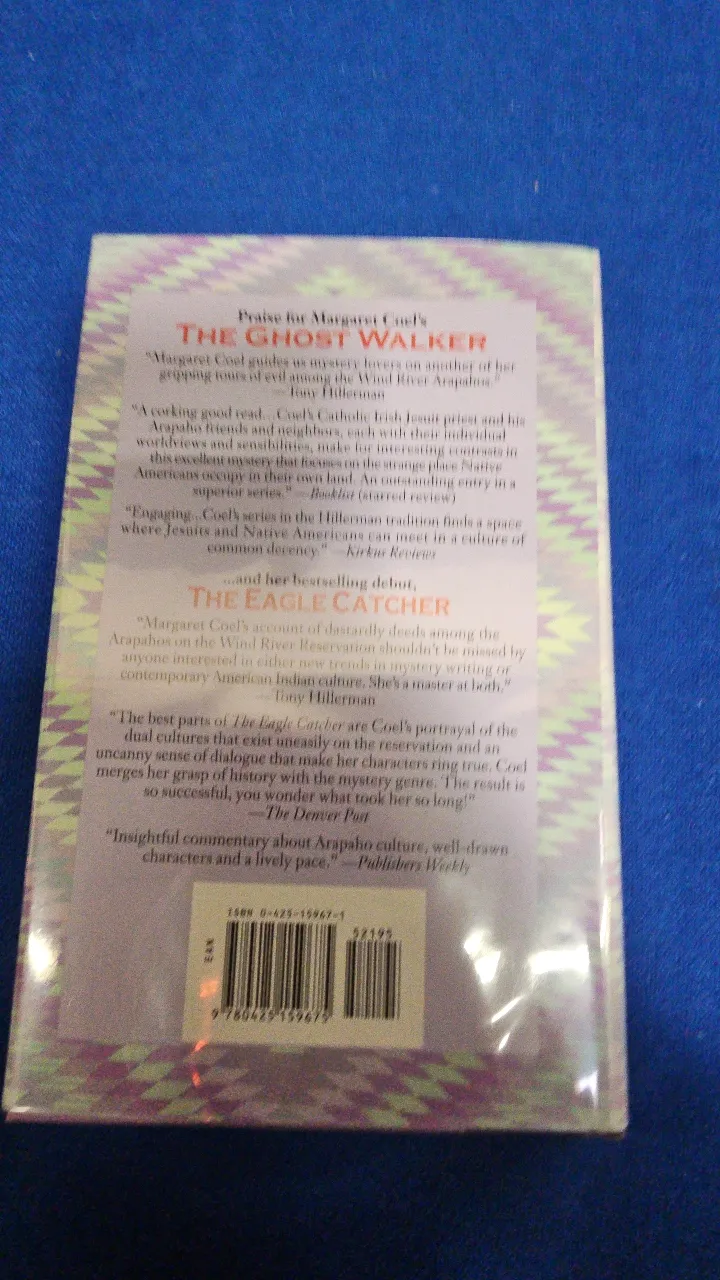 Praise for Margaret Coel's
THE GHOST WALKER
"Margaret Coel guides us mystery lovers on another of her
gripping tours of evil among the Wind River Arapahos."
—Tony Hillerman
"A corking good read...Coel's Catholic Irish Jesuit priest and his
Arapaho friends and neighbors, each with their individual
worldviews and sensibilities, make for interesting contrasts in
this excellent mystery that focuses on the strange place Native
Americans occupy in their own land. An outstanding entry in a
superior series." —Booklist (starred review)
"Engaging...Coel's series in the Hillerman tradition finds a space
where Jesuits and Native Americans can meet in a culture of
common decency." —Kirkus Reviews
...and her bestselling debut,
THE EAGLE CATCHER
"Margaret Coel's account of dastardly deeds among the
Arapahos on the Wind River Reservation shouldn't be missed by
anyone interested in either new trends in mystery writing or
contemporary American Indian culture. She's a master at both."
—Tony Hillerman
"The best parts of The Eagle Catcher are Coel's portrayal of the
dual cultures that exist uneasily on the reservation and an
uncanny sense of dialogue that make her characters ring true. Coel
merges her grasp of history with the mystery genre. The result is
so successful, you wonder what took her so long!"
—The Denver Post
"Insightful commentary about Arapaho culture, well-drawn
characters and a lively pace." —Publishers Weekly
ISBN 0-425-15967-1
52195
EAN
9 780425 159675